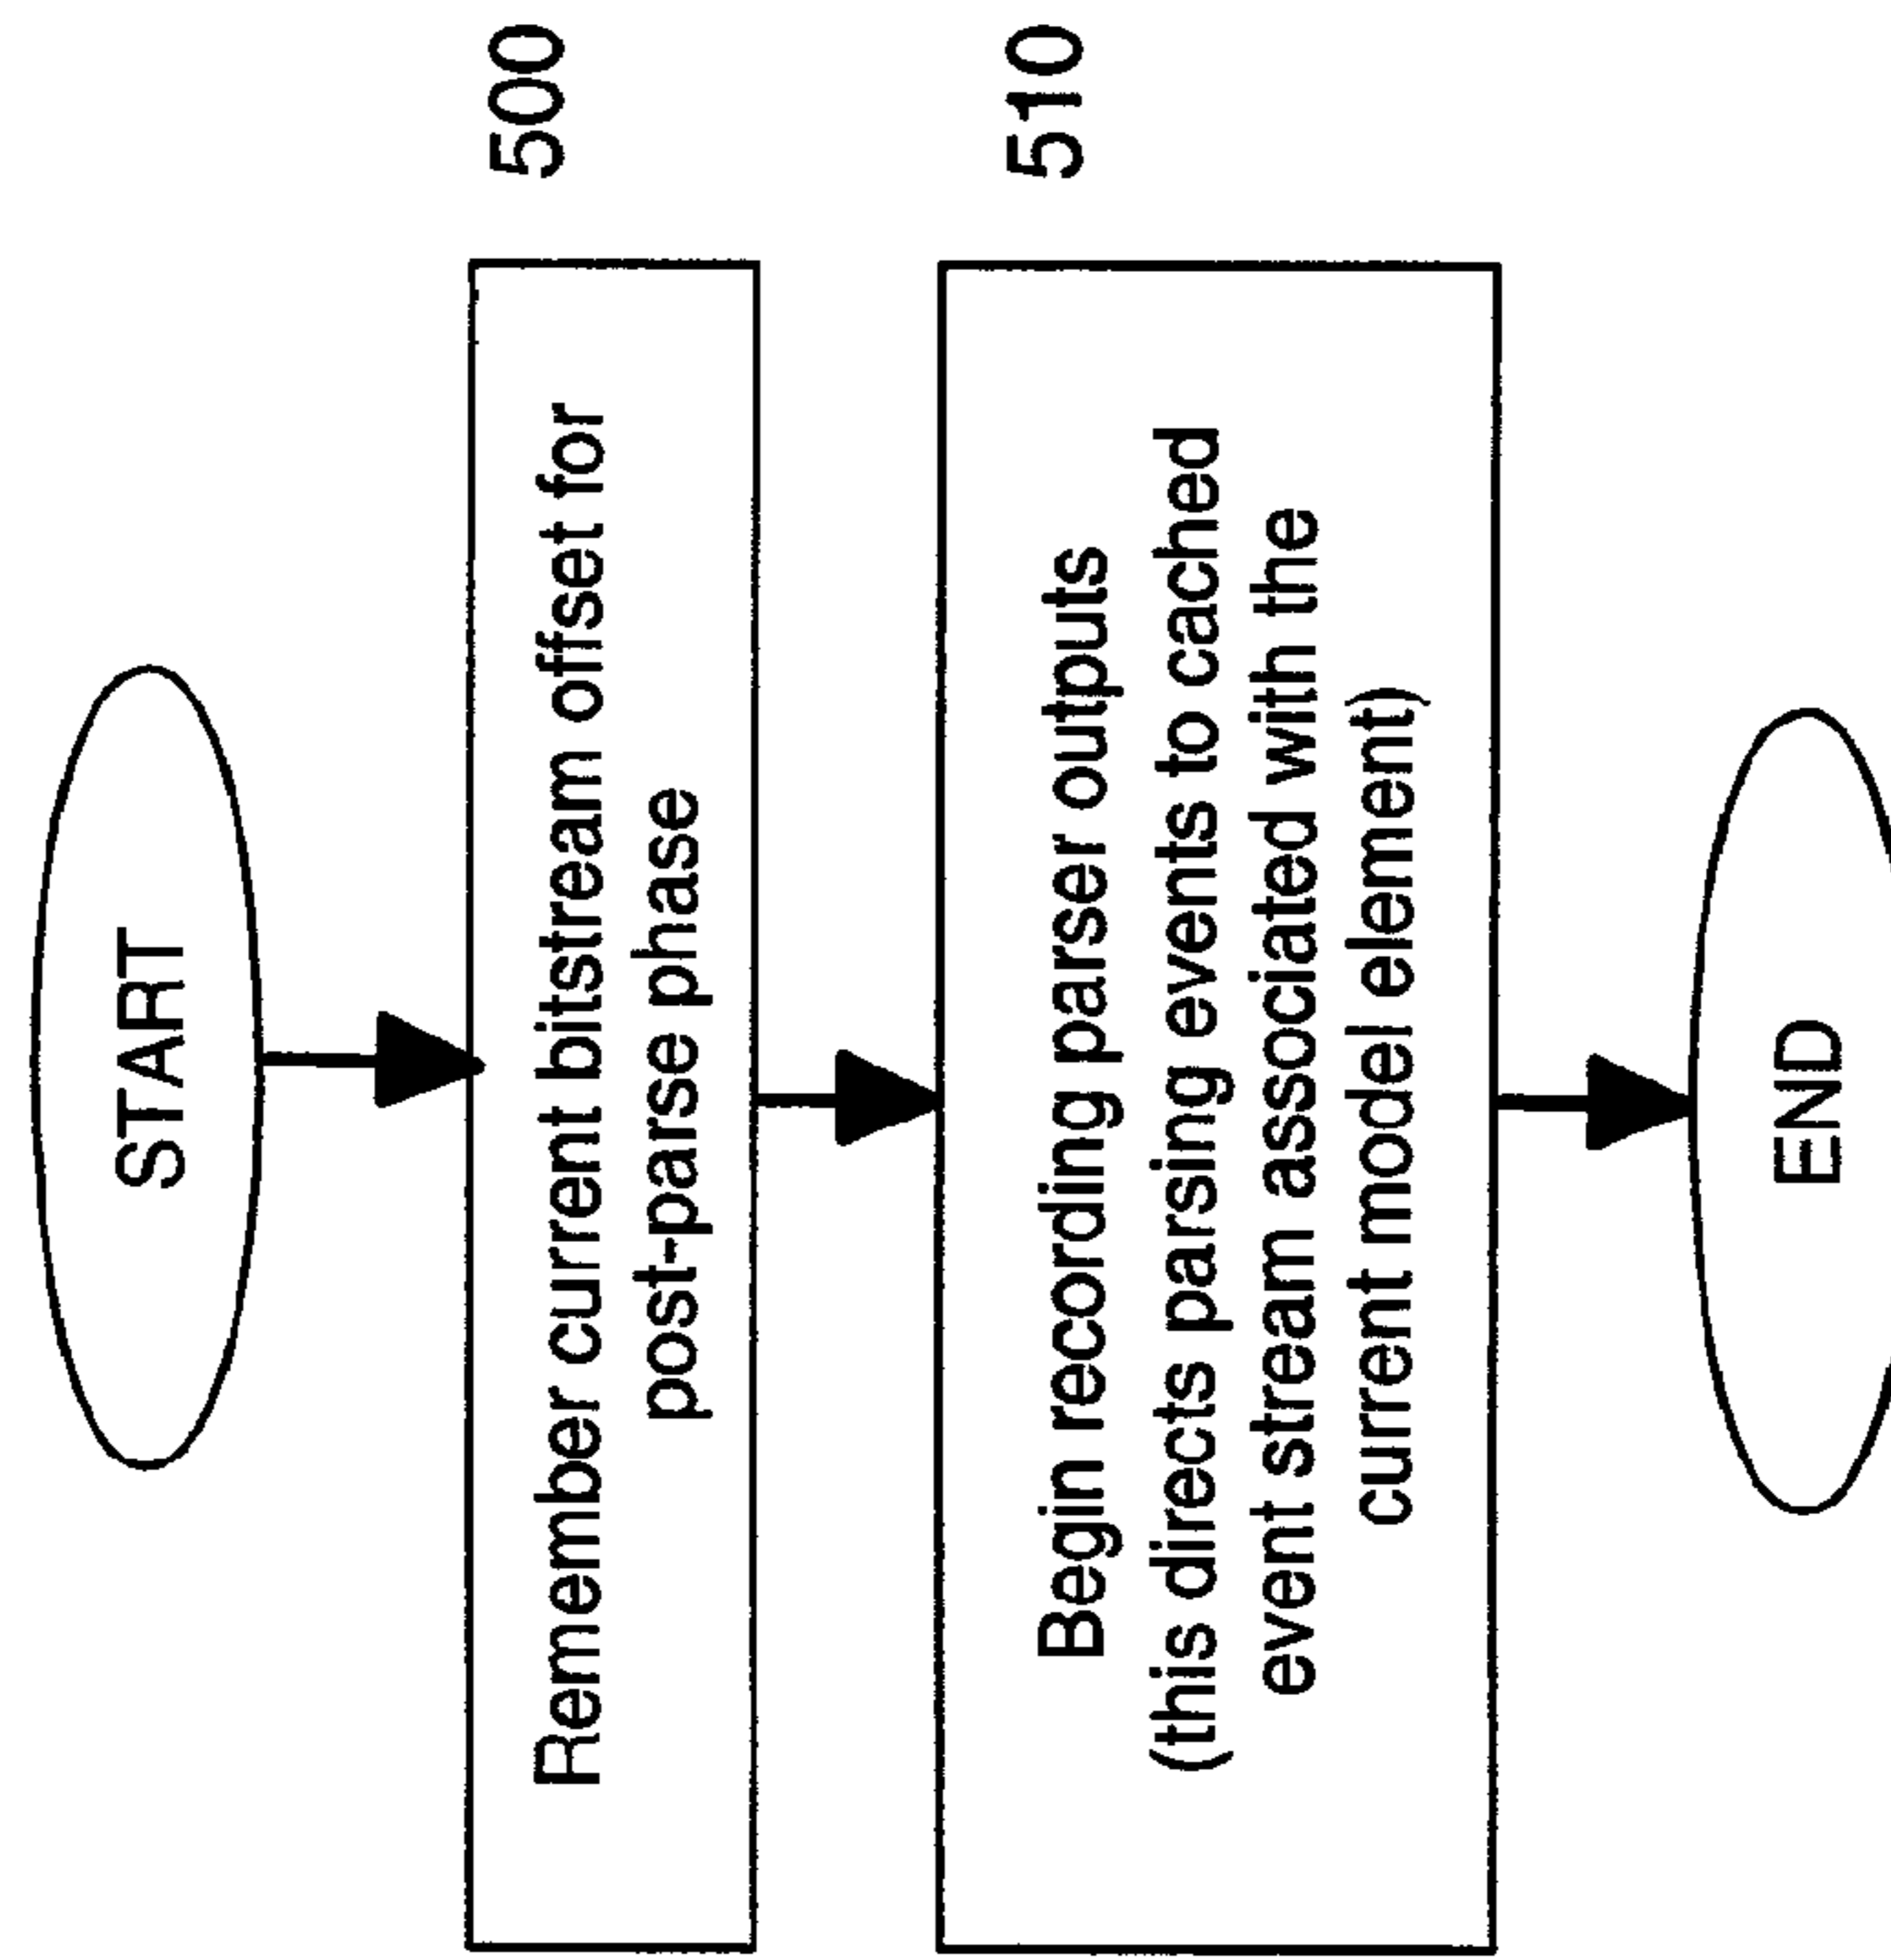 START
Remember current bitstream offset for
post-parse phase
500
Begin recording parser outputs
(this directs parsing events to cached
event stream associated with the
current model element)
510
END